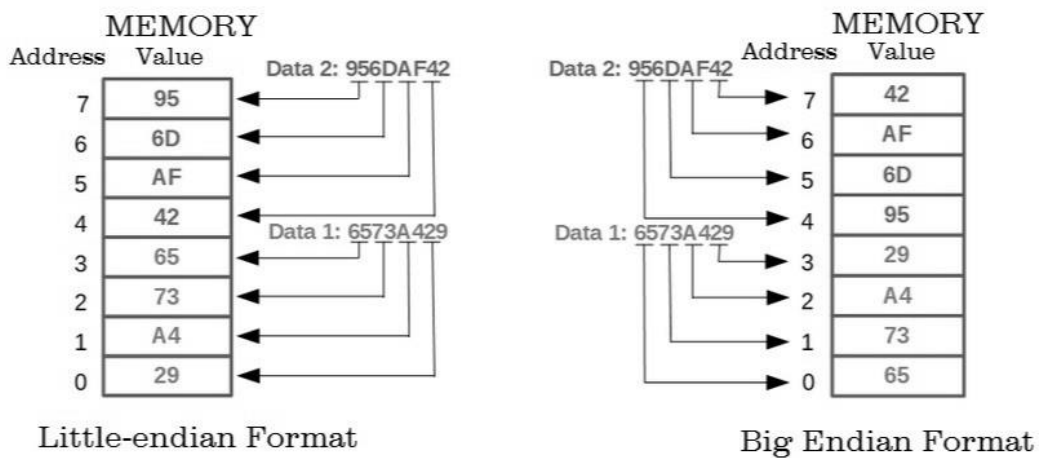 MEMORY
Address Value
Data 2: 956DAF42
7 95
6 6D
5 AF
4 42
Data 1: 6573A429
3 65
2 73
1 A4
0 29
Little-endian Format
MEMORY
Address Value
Data 2: 956DAF42
7 42
6 AF
5 6D
4 95
Data 1: 6573A429
3 29
2 A4
1 73
0 65
Big Endian Format